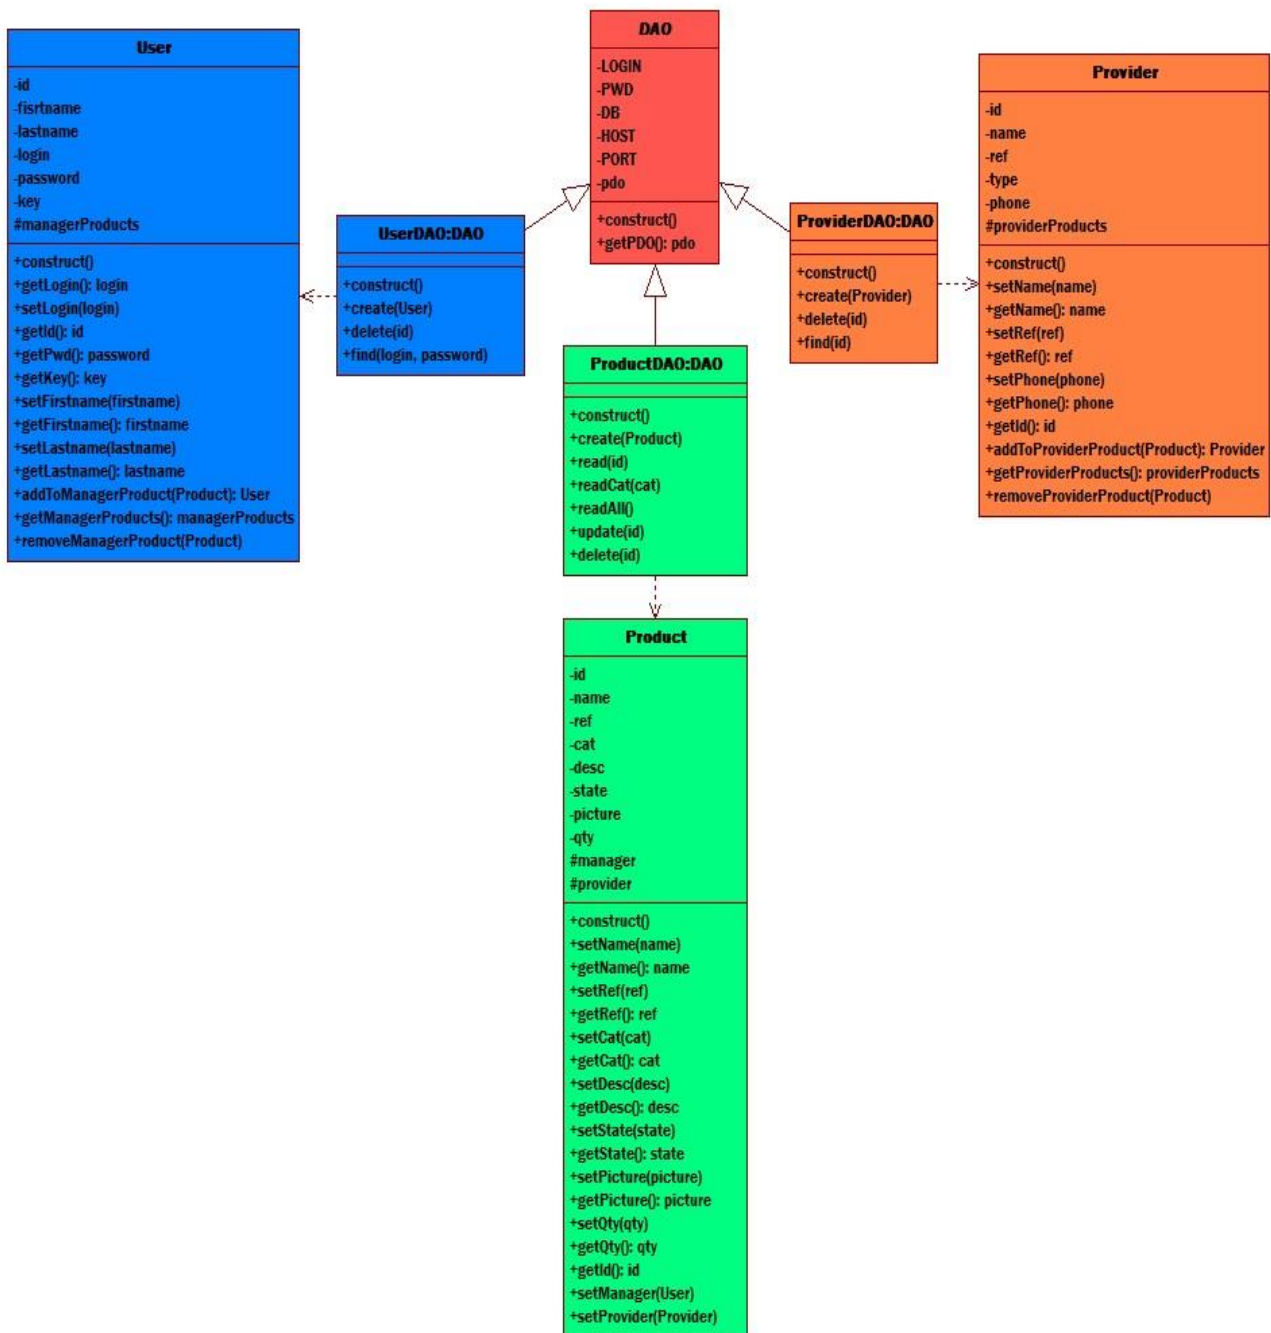 User
-id
-fisrtname
-lastname
-login
-password
-key
#managerProducts
+construct()
+getLogin(): login
+setLogin(login)
+getId(): id
+getPwd(): password
+getKey(): key
+setFirstname(firstname)
+getFirstname(): firstname
+setLastname(lastname)
+getLastname(): lastname
+addToManagerProduct(Product): User
+getManagerProducts(): managerProducts
+removeManagerProduct(Product)
UserDAO:DAO
+construct()
+create(User)
+delete(id)
+find(login, password)
DAO
-LOGIN
-PWD
-DB
-HOST
-PORT
-pdo
+construct()
+getPDO(): pdo
ProviderDAO:DAO
+construct()
+create(Provider)
+delete(id)
+find(id)
Provider
-id
-name
-ref
-type
-phone
#providerProducts
+construct()
+setName(name)
+getName(): name
+setRef(ref)
+getRef(): ref
+setPhone(phone)
+getPhone(): phone
+getId(): id
+addToProviderProduct(Product): Provider
+getProviderProducts(): providerProducts
+removeProviderProduct(Product)
ProductDAO:DAO
+construct()
+create(Product)
+read(id)
+readCat(cat)
+readAll()
+update(id)
+delete(id)
Product
-id
-name
-ref
-cat
-desc
-state
-picture
-qty
#manager
#provider
+construct()
+setName(name)
+getName(): name
+setRef(ref)
+getRef(): ref
+setCat(cat)
+getCat(): cat
+setDesc(desc)
+getDesc(): desc
+setState(state)
+getState(): state
+setPicture(picture)
+getPicture(): picture
+setQty(qty)
+getQty(): qty
+getId(): id
+setManager(User)
+setProvider(Provider)